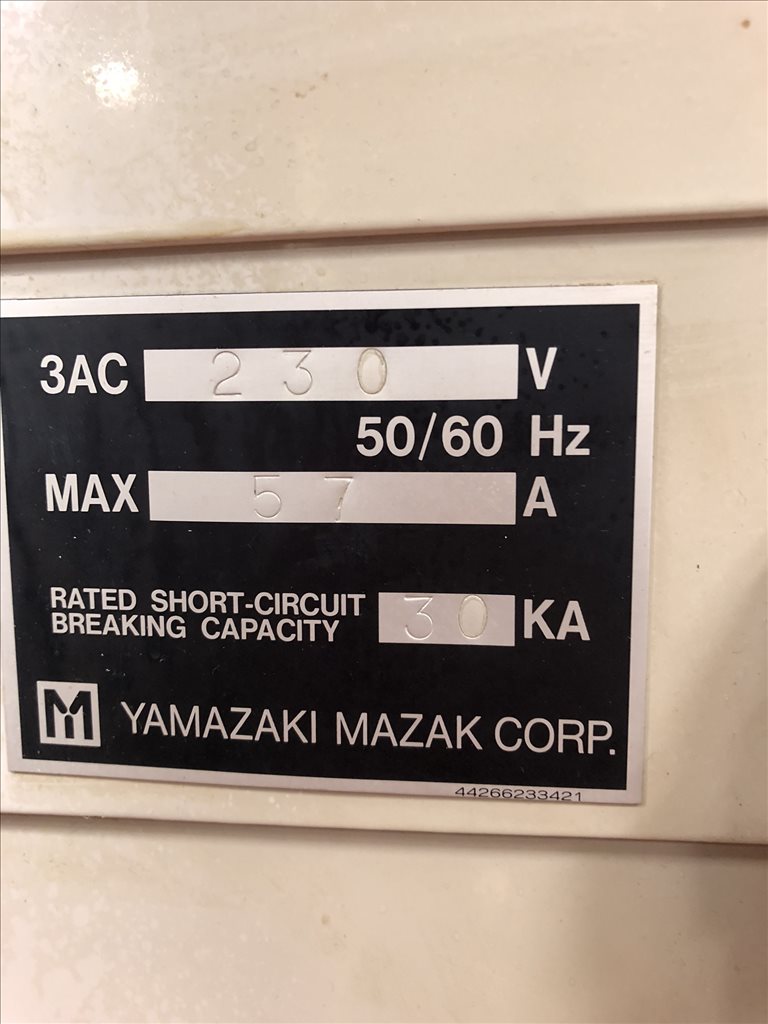 3AC 230 V
50/60 Hz
MAX 57 A
RATED SHORT-CIRCUIT
BREAKING CAPACITY 30 KA
M YAMAZAKI MAZAK CORP.
44266233421